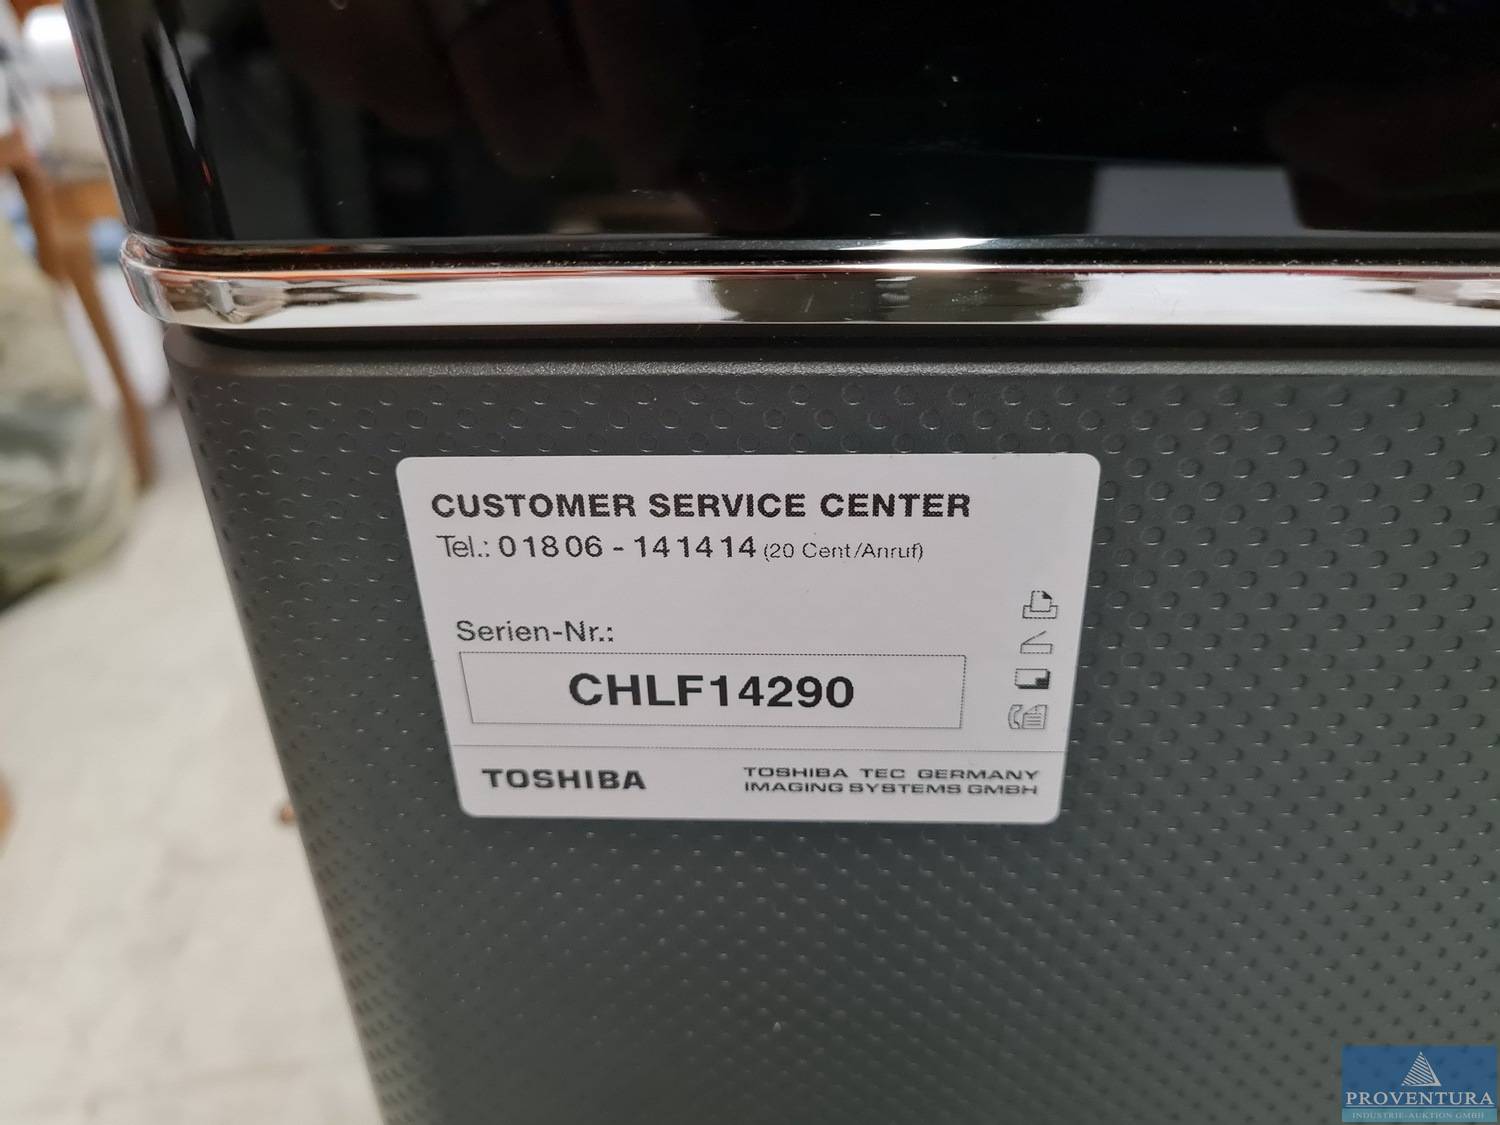 CUSTOMER SERVICE CENTER
Tel.: 01806 - 141414 (20 Cent/Anruf)
Serien-Nr.:
CHLF14290
TOSHIBA
TOSHIBA TEC GERMANY
IMAGING SYSTEMS GMBH
PROVENTURA
INDUSTRIE-AUKTION GMBH